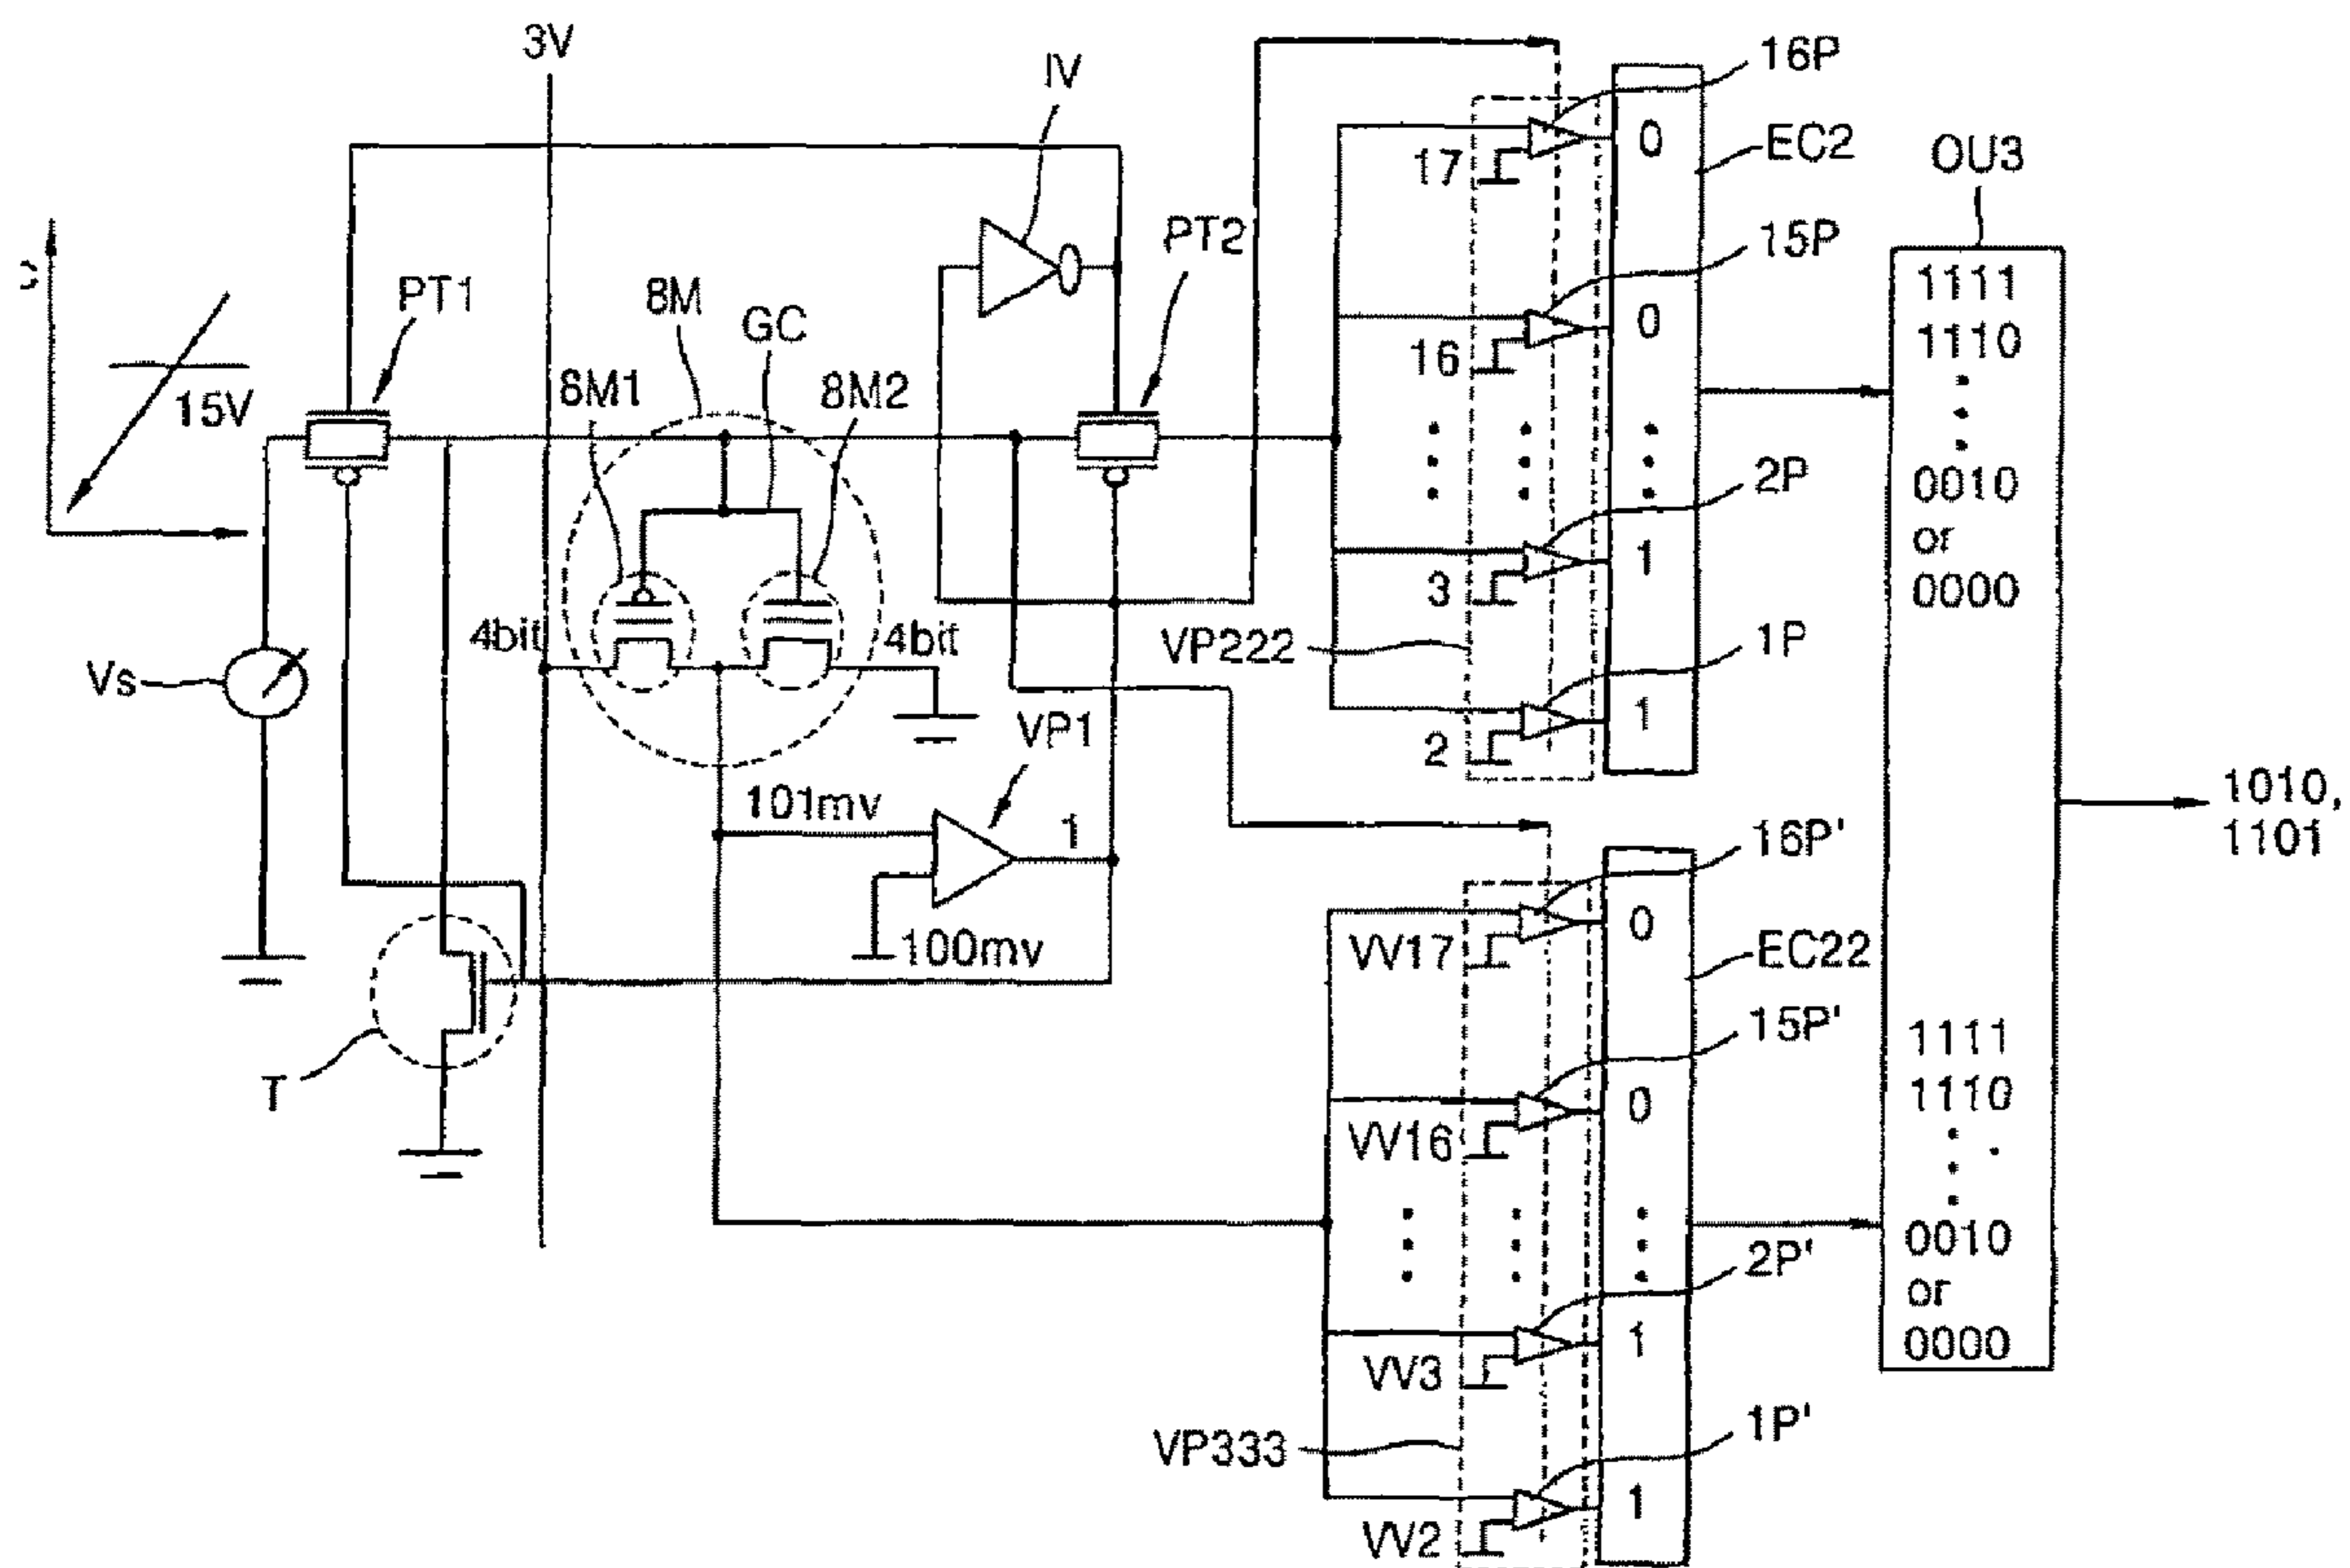 3V
IV
16P
EC2
OU3
17
0
1111
1110
PT2
15P
PT1
8M
GC
16
0
15V
8M1
8M2
2P
0010
or
0000
3
1
4bit
4bit
VP222
1P
Vs
2
1
VP1
101mv
1
1010,
1101
16P'
100mv
VV17
0
EC22
15P'
T
VV16
0
1111
1110
2P'
0010
or
0000
VV3
1
VP333
1P'
VV2
1